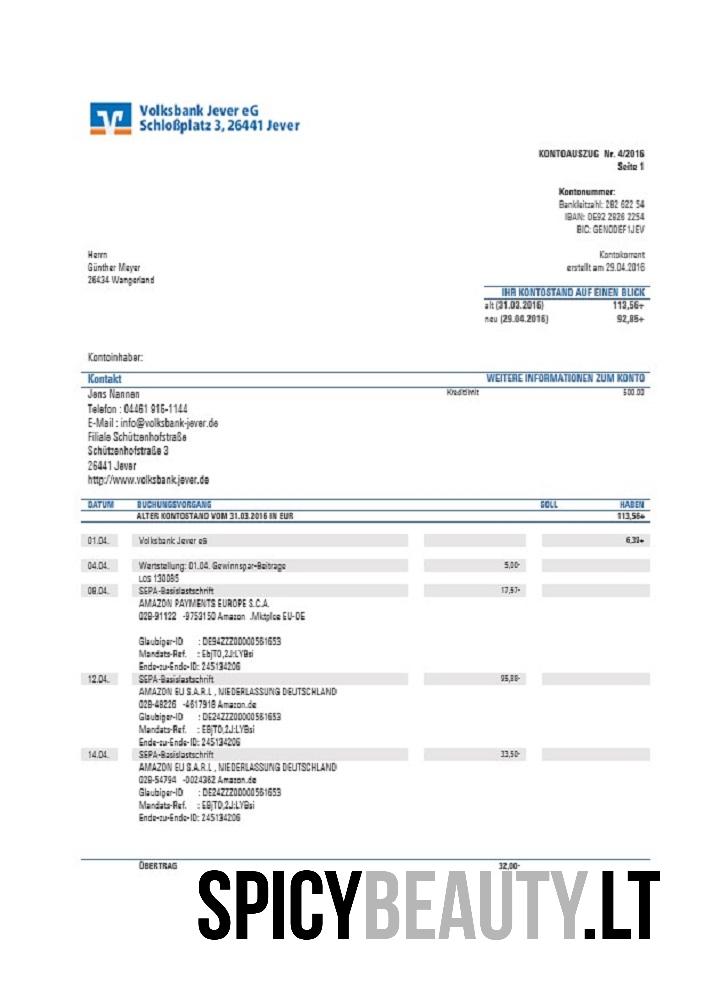 Volksbank Jever eG
Schloßplatz 3, 26441 Jever
KONTOAUSZUG Nr. 4/2016
Seite 1
Kontonummer:
Bankleitzahl: 282 622 54
IBAN: DE92 2826 2254
BIC: GENODEF1JEV
Herrn
Günther Meyer
26434 Wangerland
Kontokorrent
erstellt am 29.04.2016
IHR KONTOSTAND AUF EINEN BLICK
alt (31.03.2016) 113,56+
neu (29.04.2016) 92,85+
Kontoinhaber:
Kontakt WEITERE INFORMATIONEN ZUM KONTO
Jens Nannen Kreditlimit 500.00
Telefon : 04461 915-1144
E-Mail : info@volksbank-jever.de
Filiale Schützenhofstraße
Schützenhofstraße 3
26441 Jever
http://www.volksbank.jever.de
DATUM BUCHUNGSVORGANG SOLL HABEN
ALTER KONTOSTAND VOM 31.03.2016 IN EUR 113,56+
01.04. Volksbank Jever eG 6,39+
04.04. Wertstellung: 01.04. Gewinnspar-Beitrage 5,00-
LOS 130085
08.04. SEPA-Basislastschrift 17,57-
AMAZON PAYMENTS EUROPE S.C.A.
028-91122 -9753150 Amazon .Mktplce EU-DE
Glaubiger-ID : DE94ZZZ00000561653
Mandats-Ref. : EbjTO,2J:LYBsi
Ende-zu-Ende-ID: 245134206
12.04. SEPA-Basislastschrift
AMAZON EU S.A.R.L , NIEDERLASSUNG DEUTSCHLAND
028-48226 -4617918 Amazon.de
Glaubiger-ID : DE24ZZZ00000561653
Mandats-Ref. : EBjTO,2J:LYBsi
Ende-zu-Ende-ID: 245134206
14.04. SEPA-Basislastschrift 33,50-
AMAZON EU S.A.R.L , NIEDERLASSUNG DEUTSCHLAND
028-54794 -0024362 Amazon.de
Glaubiger-ID : DE24ZZZ00000561653
Mandats-Ref. : EBjTO,2J:LYBsi
Ende-zu-Ende-ID: 245134206
ÜBERTRAG 32,00-
SPICYBEAUTY.LT